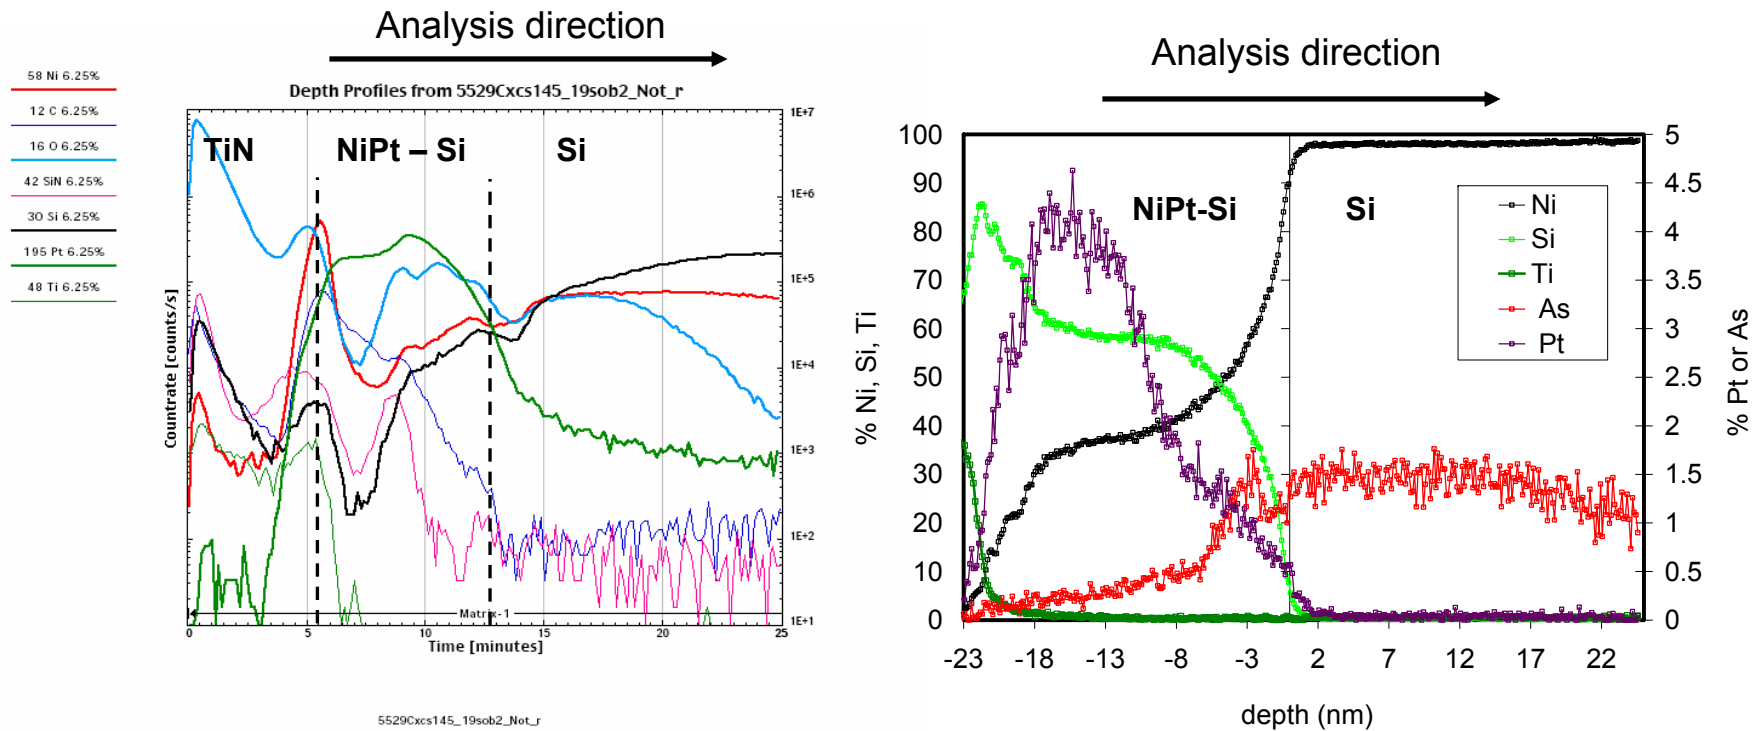 Analysis direction
58 Ni 6.25%
12 C 6.25%
16 O 6.25%
42 SiN 6.25%
30 Si 6.25%
195 Pt 6.25%
48 Ti 6.25%
Depth Profiles from 5529Cxcs145_19sob2_Not_r
TiN
NiPt – Si
Si
1E+7
1E+6
1E+5
1E+4
1E+3
1E+2
1E+1
Countrate [counts/s]
Matrix-1
0 5 10 15 20 25
Time [minutes]
5529Cxcs145_19sob2_Not_r
Analysis direction
100
90
80
70
60
50
40
30
20
10
0
% Ni, Si, Ti
NiPt-Si
Si
Ni
Si
Ti
As
Pt
5
4.5
4
3.5
3
2.5
2
1.5
1
0.5
0
% Pt or As
-23 -18 -13 -8 -3 2 7 12 17 22
depth (nm)